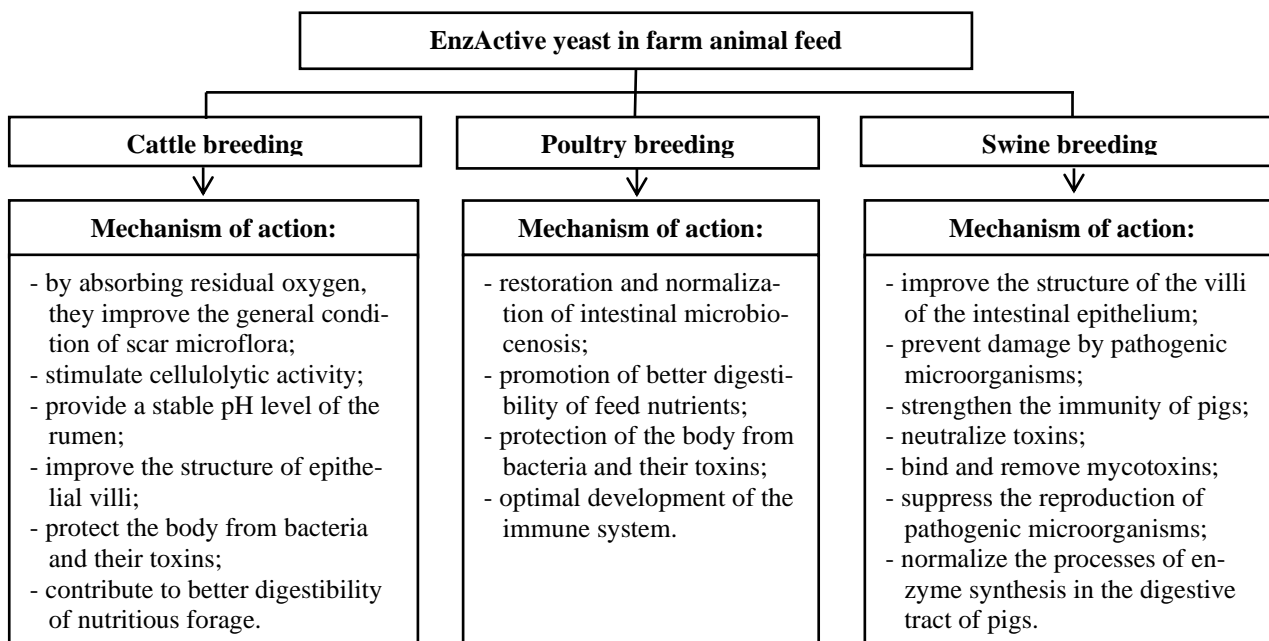 EnzActive yeast in farm animal feed
Cattle breeding
Mechanism of action:
- by absorbing residual oxygen,
they improve the general condi-
tion of scar microflora;
- stimulate cellulolytic activity;
- provide a stable pH level of the
rumen;
- improve the structure of epithe-
lial villi;
- protect the body from bacteria
and their toxins;
- contribute to better digestibility
of nutritious forage.
Poultry breeding
Mechanism of action:
- restoration and normaliza-
tion of intestinal microbio-
cenosis;
- promotion of better digesti-
bility of feed nutrients;
- protection of the body from
bacteria and their toxins;
- optimal development of the
immune system.
Swine breeding
Mechanism of action:
- improve the structure of the villi
of the intestinal epithelium;
- prevent damage by pathogenic
microorganisms;
- strengthen the immunity of pigs;
- neutralize toxins;
- bind and remove mycotoxins;
- suppress the reproduction of
pathogenic microorganisms;
- normalize the processes of en-
zyme synthesis in the digestive
tract of pigs.